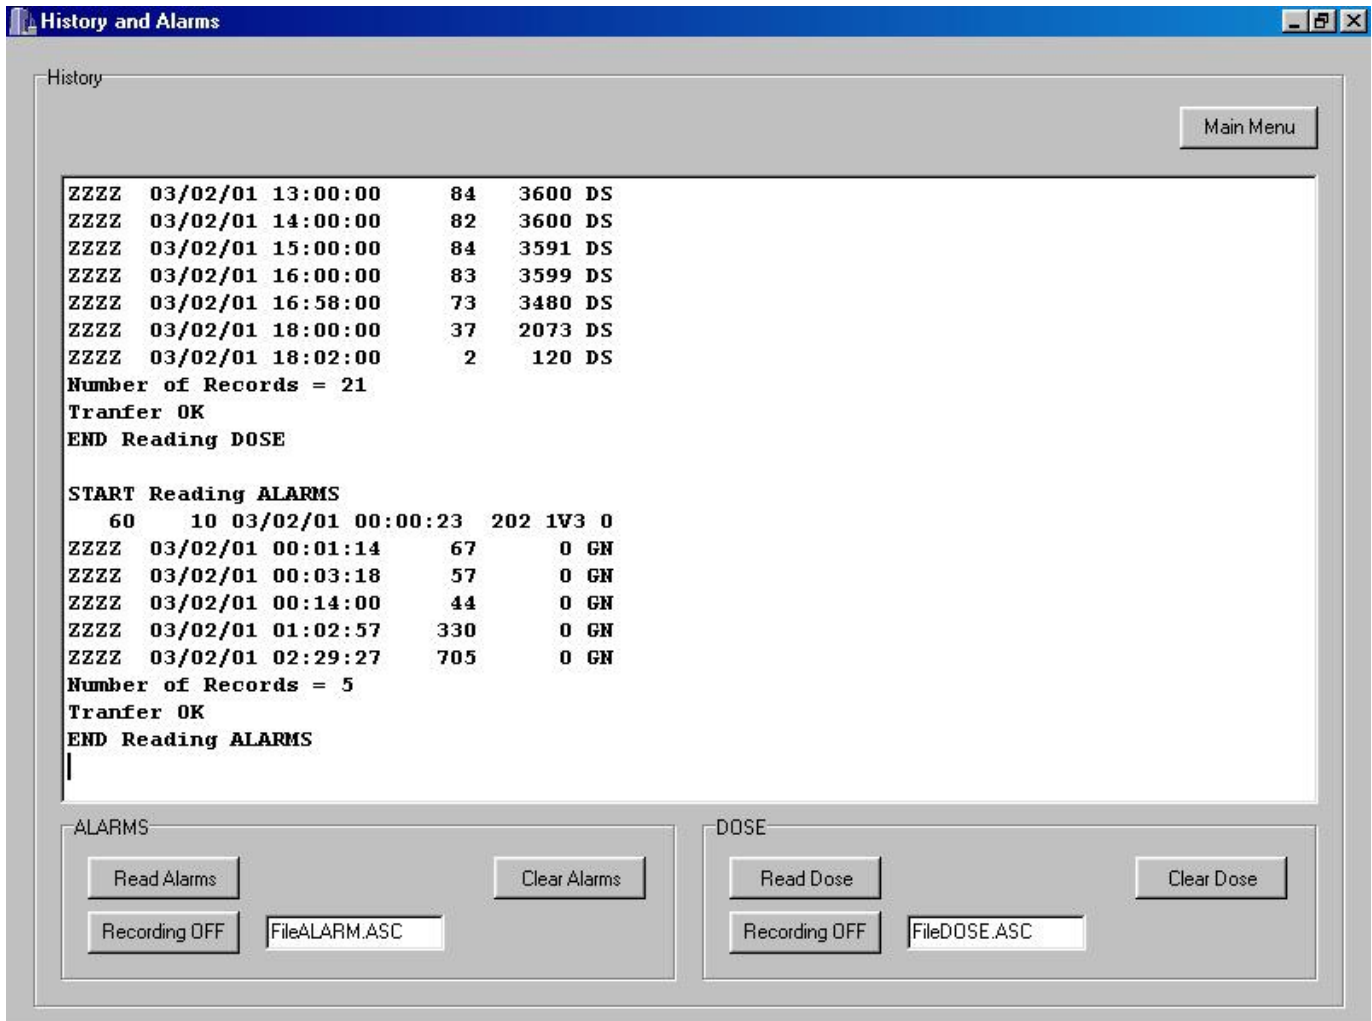 History and Alarms
History
Main Menu
ZZZZ 03/02/01 13:00:00 84 3600 DS
ZZZZ 03/02/01 14:00:00 82 3600 DS
ZZZZ 03/02/01 15:00:00 84 3591 DS
ZZZZ 03/02/01 16:00:00 83 3599 DS
ZZZZ 03/02/01 16:58:00 73 3480 DS
ZZZZ 03/02/01 18:00:00 37 2073 DS
ZZZZ 03/02/01 18:02:00 2 120 DS
Number of Records = 21
Tranfer OK
END Reading DOSE
START Reading ALARMS
60 10 03/02/01 00:00:23 202 1V3 0
ZZZZ 03/02/01 00:01:14 67 0 GN
ZZZZ 03/02/01 00:03:18 57 0 GN
ZZZZ 03/02/01 00:14:00 44 0 GN
ZZZZ 03/02/01 01:02:57 330 0 GN
ZZZZ 03/02/01 02:29:27 705 0 GN
Number of Records = 5
Tranfer OK
END Reading ALARMS
ALARMS
Read Alarms Clear Alarms
Recording OFF FileALARM.ASC
DOSE
Read Dose Clear Dose
Recording OFF FileDOSE.ASC